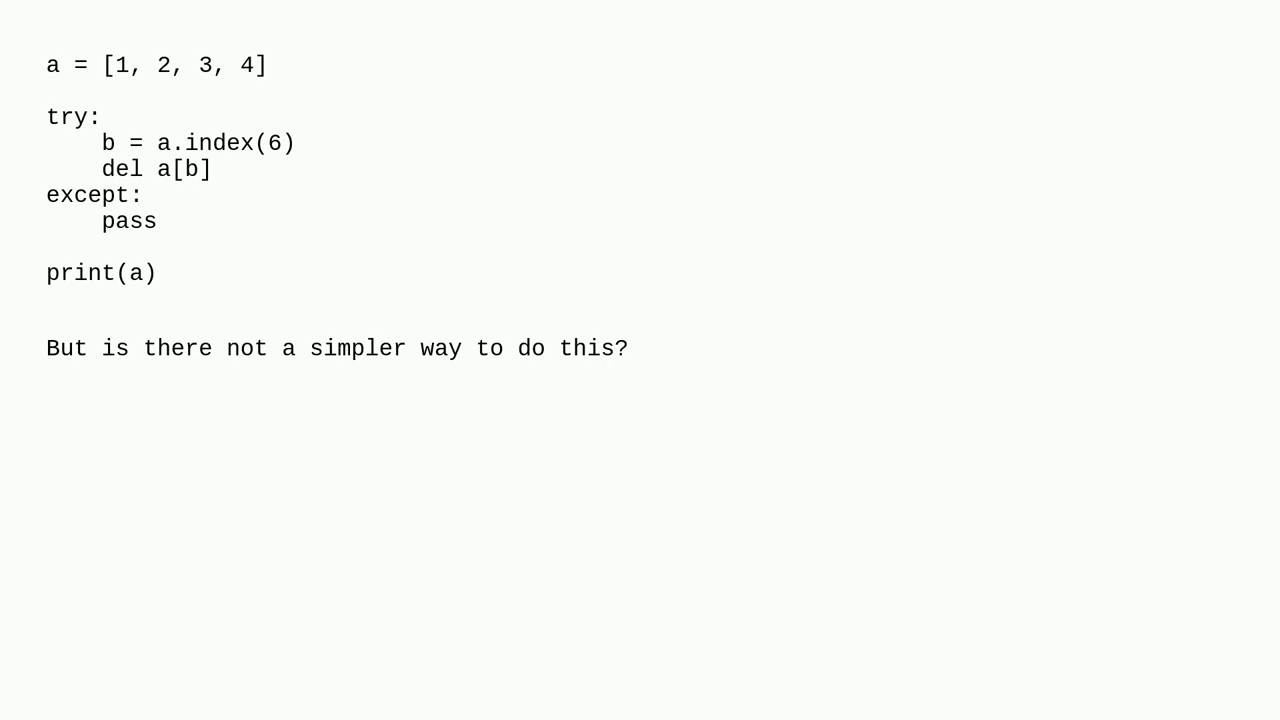 a = [1, 2, 3, 4]

try:
    b = a.index(6)
    del a[b]
except:
    pass

print(a)

But is there not a simpler way to do this?